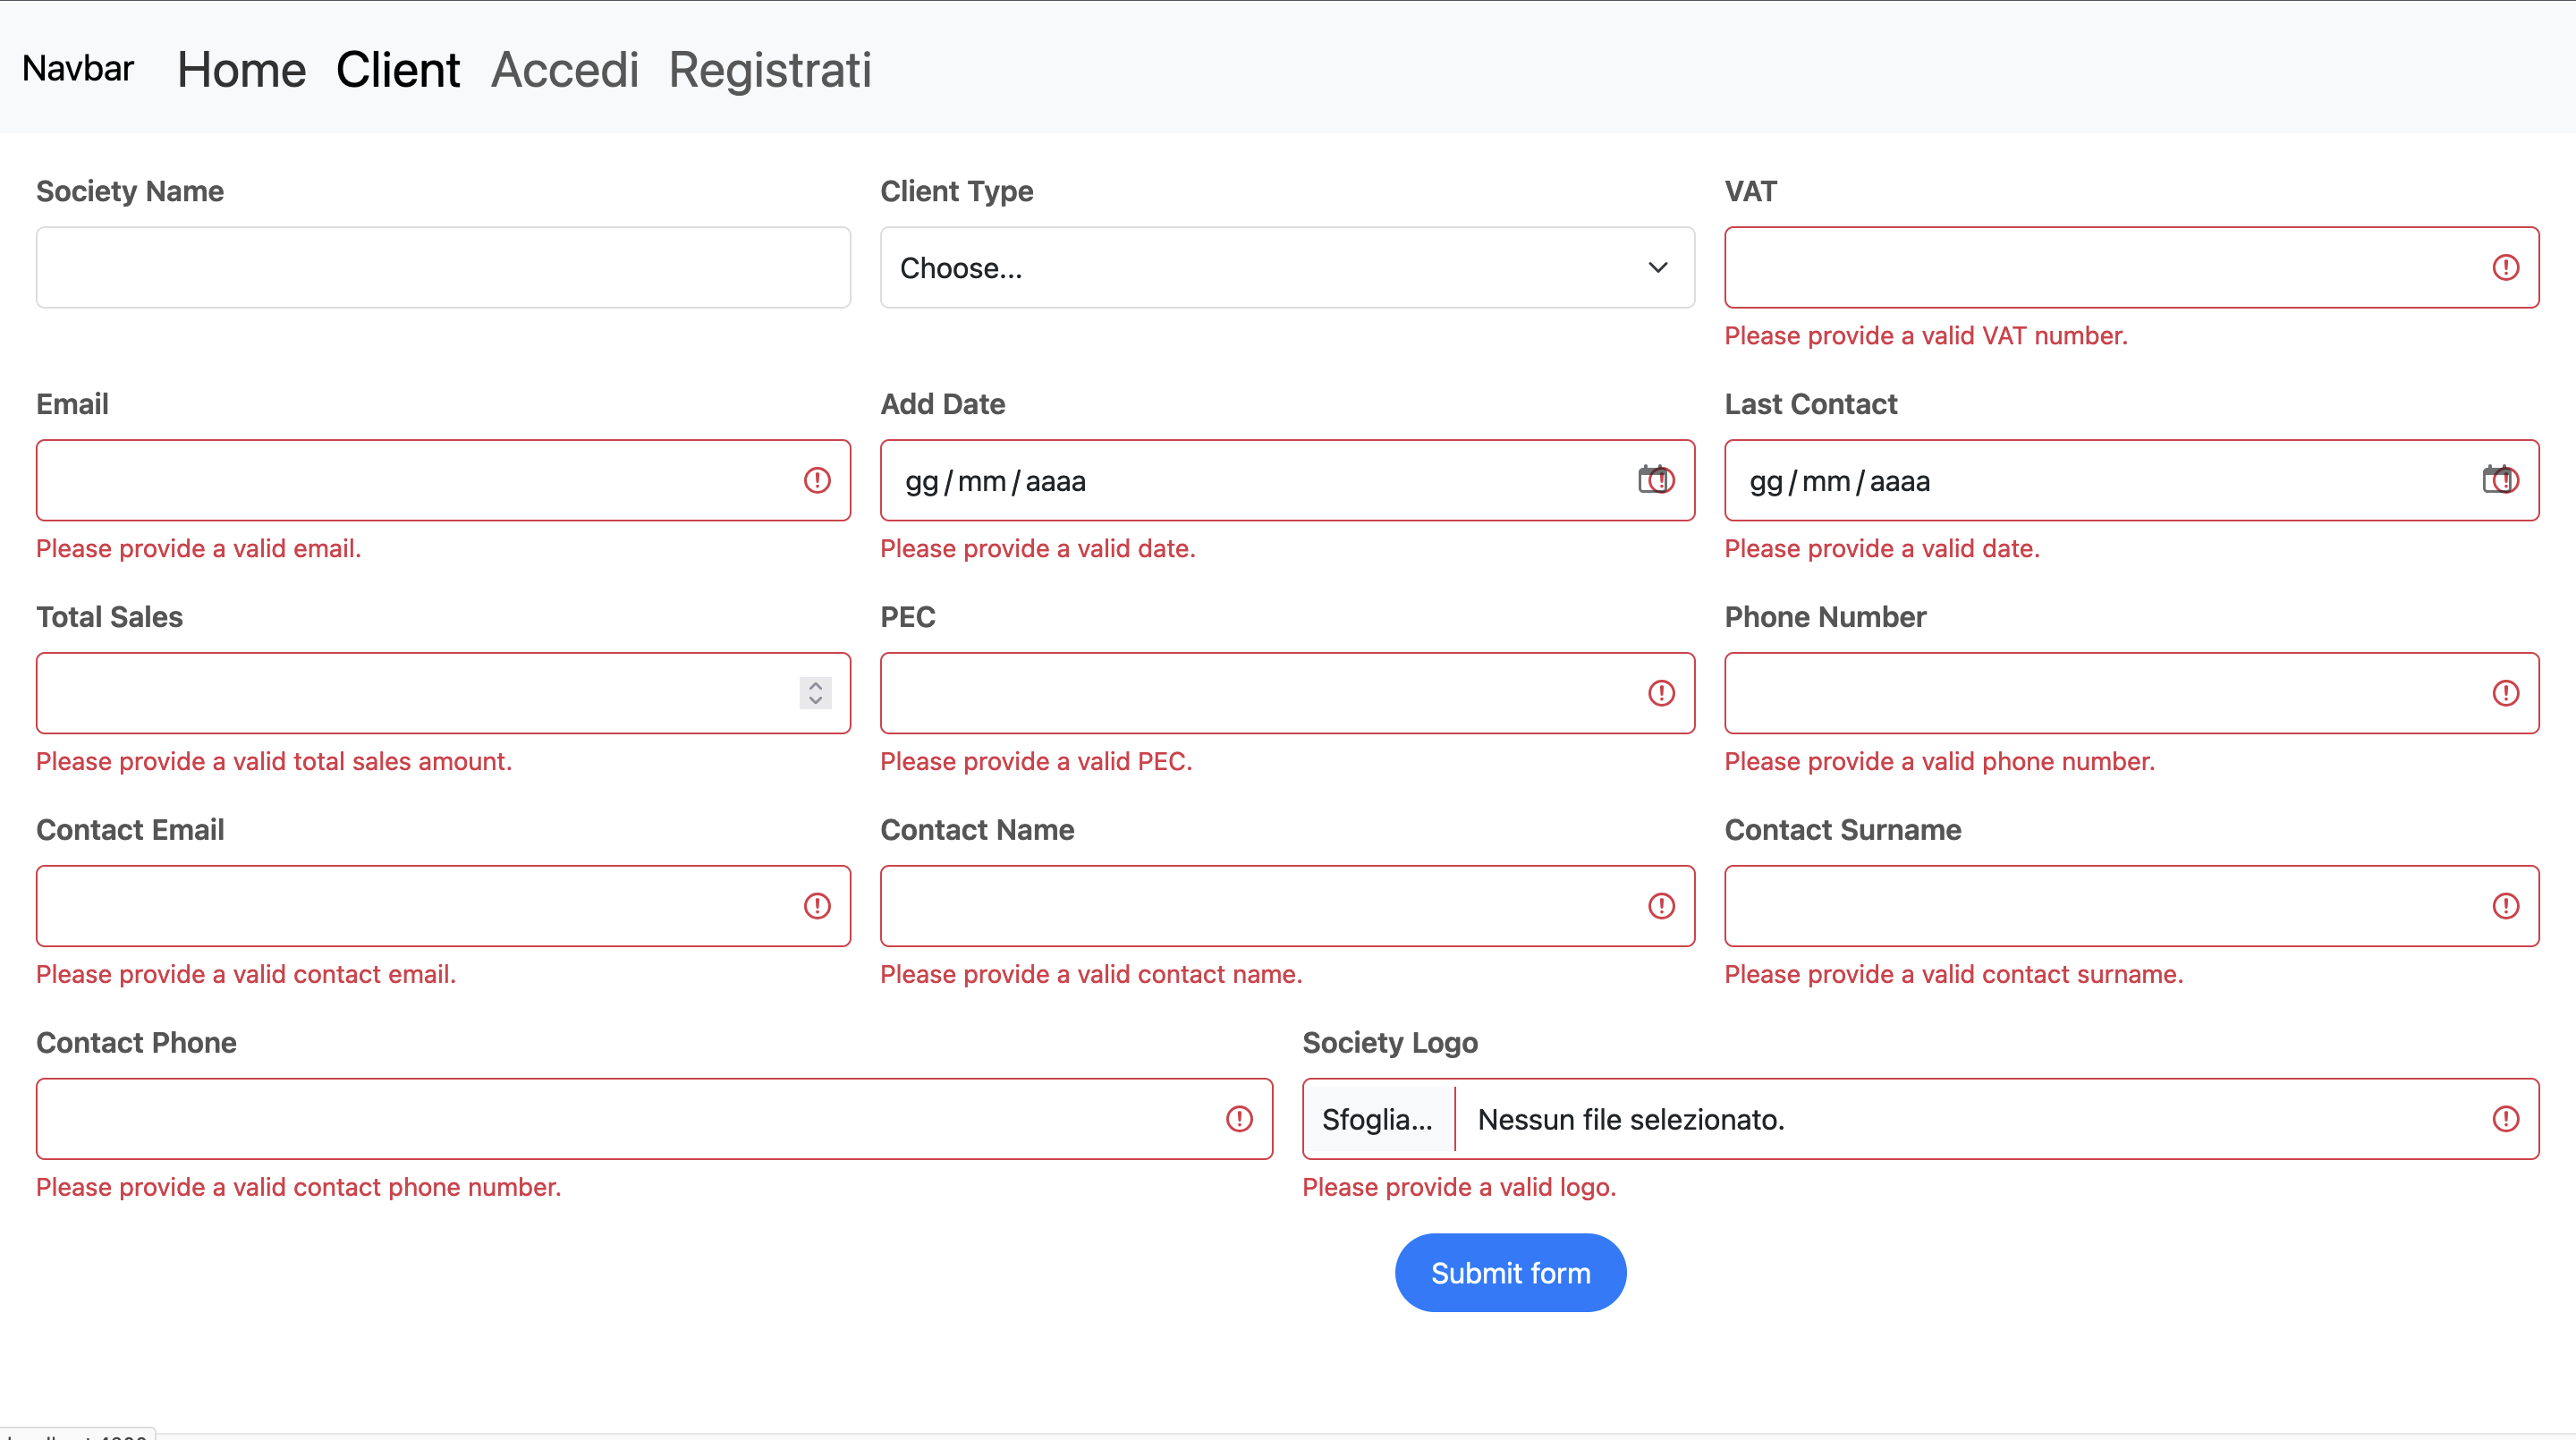 Navbar Home Client Accedi Registrati
Society Name Client Type VAT
Choose...
Please provide a valid VAT number.
Email Add Date Last Contact
gg/mm/aaaa gg/mm/aaaa
Please provide a valid email. Please provide a valid date. Please provide a valid date.
Total Sales PEC Phone Number
Please provide a valid total sales amount. Please provide a valid PEC. Please provide a valid phone number.
Contact Email Contact Name Contact Surname
Please provide a valid contact email. Please provide a valid contact name. Please provide a valid contact surname.
Contact Phone Society Logo
Sfoglia... Nessun file selezionato.
Please provide a valid contact phone number. Please provide a valid logo.
Submit form